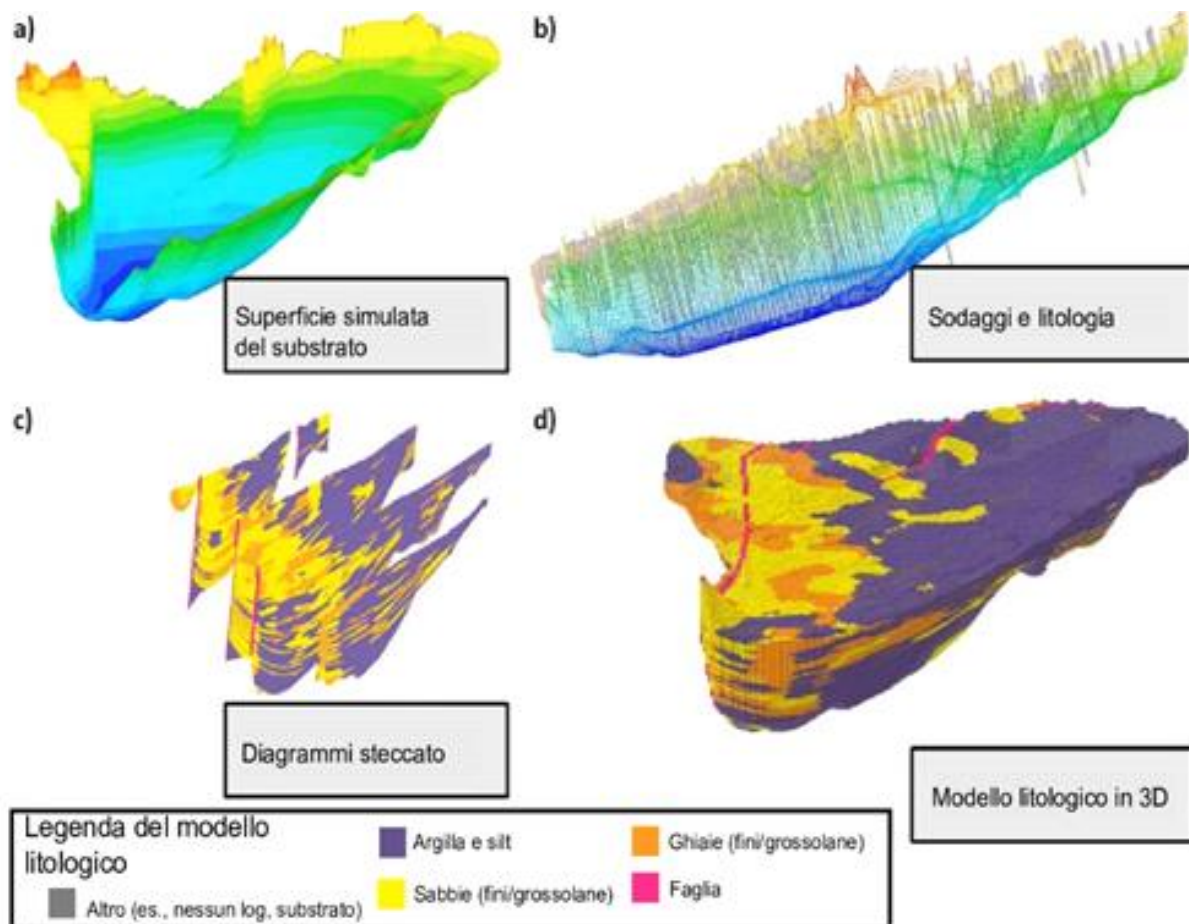 a)
b)
Superficie simulata
del substrato
Sodaggi e litologia
c)
d)
Diagrammi steccato
Modello litologico in 3D
Legenda del modello
litologico
Argilla e silt
Ghiaie (fini/grossolane)
Altro (es., nessun log, substrato)
Sabbie (fini/grossolane)
Faglia